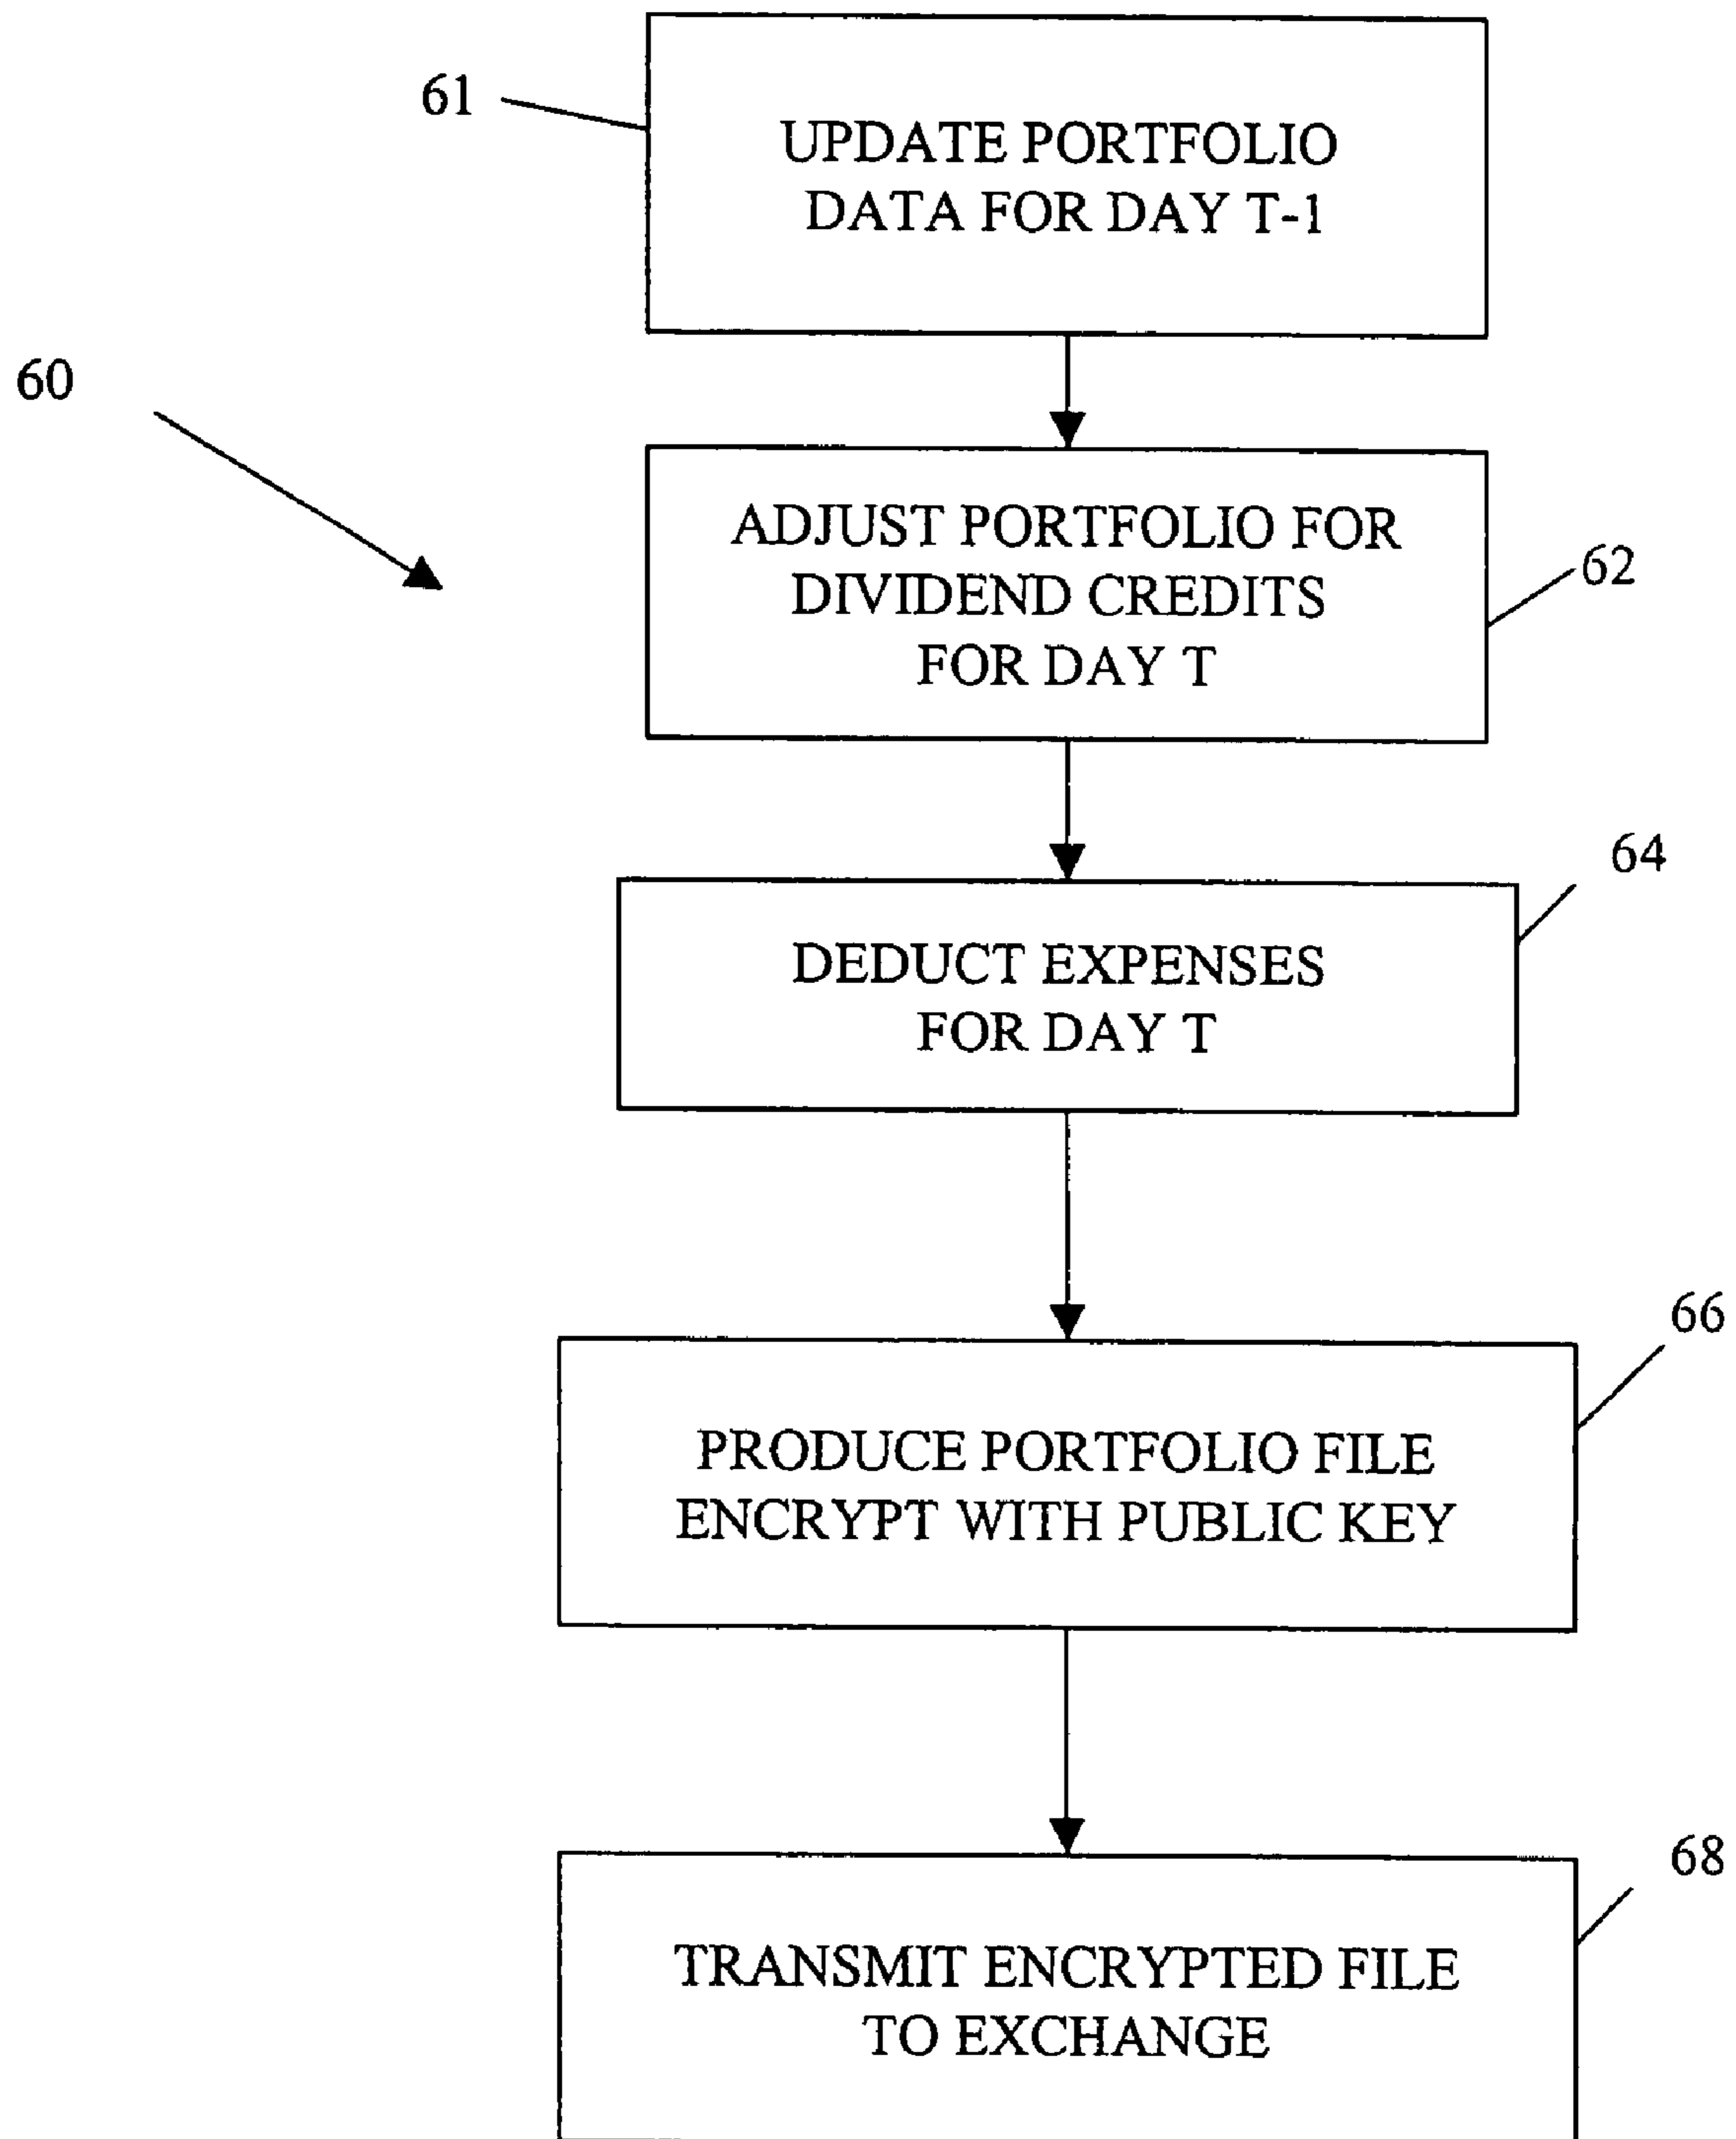 61
UPDATE PORTFOLIO
DATA FOR DAY T-1
60
ADJUST PORTFOLIO FOR
DIVIDEND CREDITS
FOR DAY T
62
64
DEDUCT EXPENSES
FOR DAY T
66
PRODUCE PORTFOLIO FILE
ENCRYPT WITH PUBLIC KEY
68
TRANSMIT ENCRYPTED FILE
TO EXCHANGE